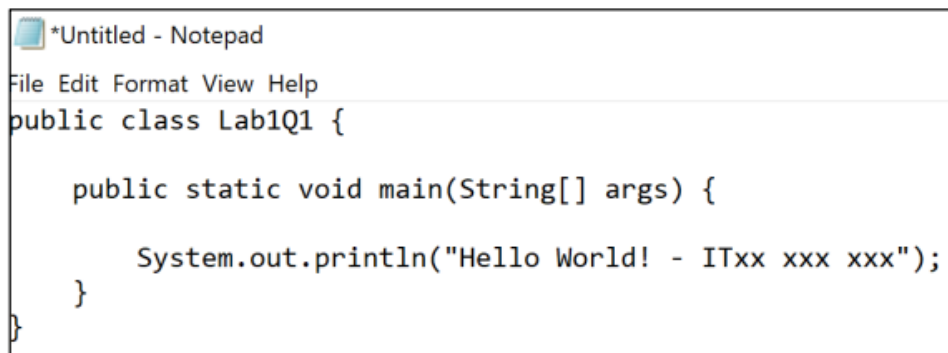 *Untitled - Notepad
File Edit Format View Help
public class Lab1Q1 {
public static void main(String[] args) {
System.out.println("Hello World! - ITxx xxx xxx");
}
}